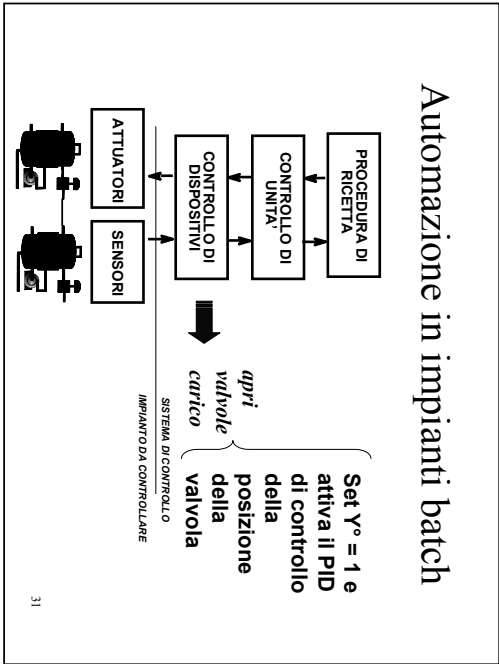 Automazione in impianti batch
PROCEDURA DI
RICETTA
CONTROLLO DI
UNITA'
CONTROLLO DI
DISPOSITIVI
ATTUATORI
SENSORI
apri
valvole
carico
Set Y° = 1 e
attiva il PID
di controllo
della
posizione
della
valvola
SISTEMA DI CONTROLLO
IMPIANTO DA CONTROLLARE
31